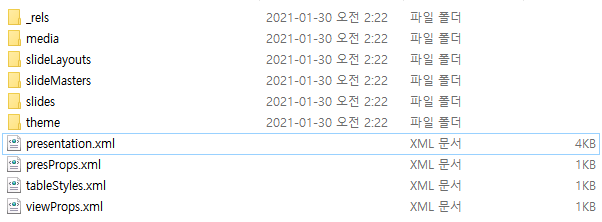 _rels 2021-01-30 오전 2:22 파일 폴더
media 2021-01-30 오전 2:22 파일 폴더
slideLayouts 2021-01-30 오전 2:22 파일 폴더
slideMasters 2021-01-30 오전 2:22 파일 폴더
slides 2021-01-30 오전 2:22 파일 폴더
theme 2021-01-30 오전 2:22 파일 폴더
presentation.xml XML 문서 4KB
presProps.xml XML 문서 1KB
tableStyles.xml XML 문서 1KB
viewProps.xml XML 문서 1KB